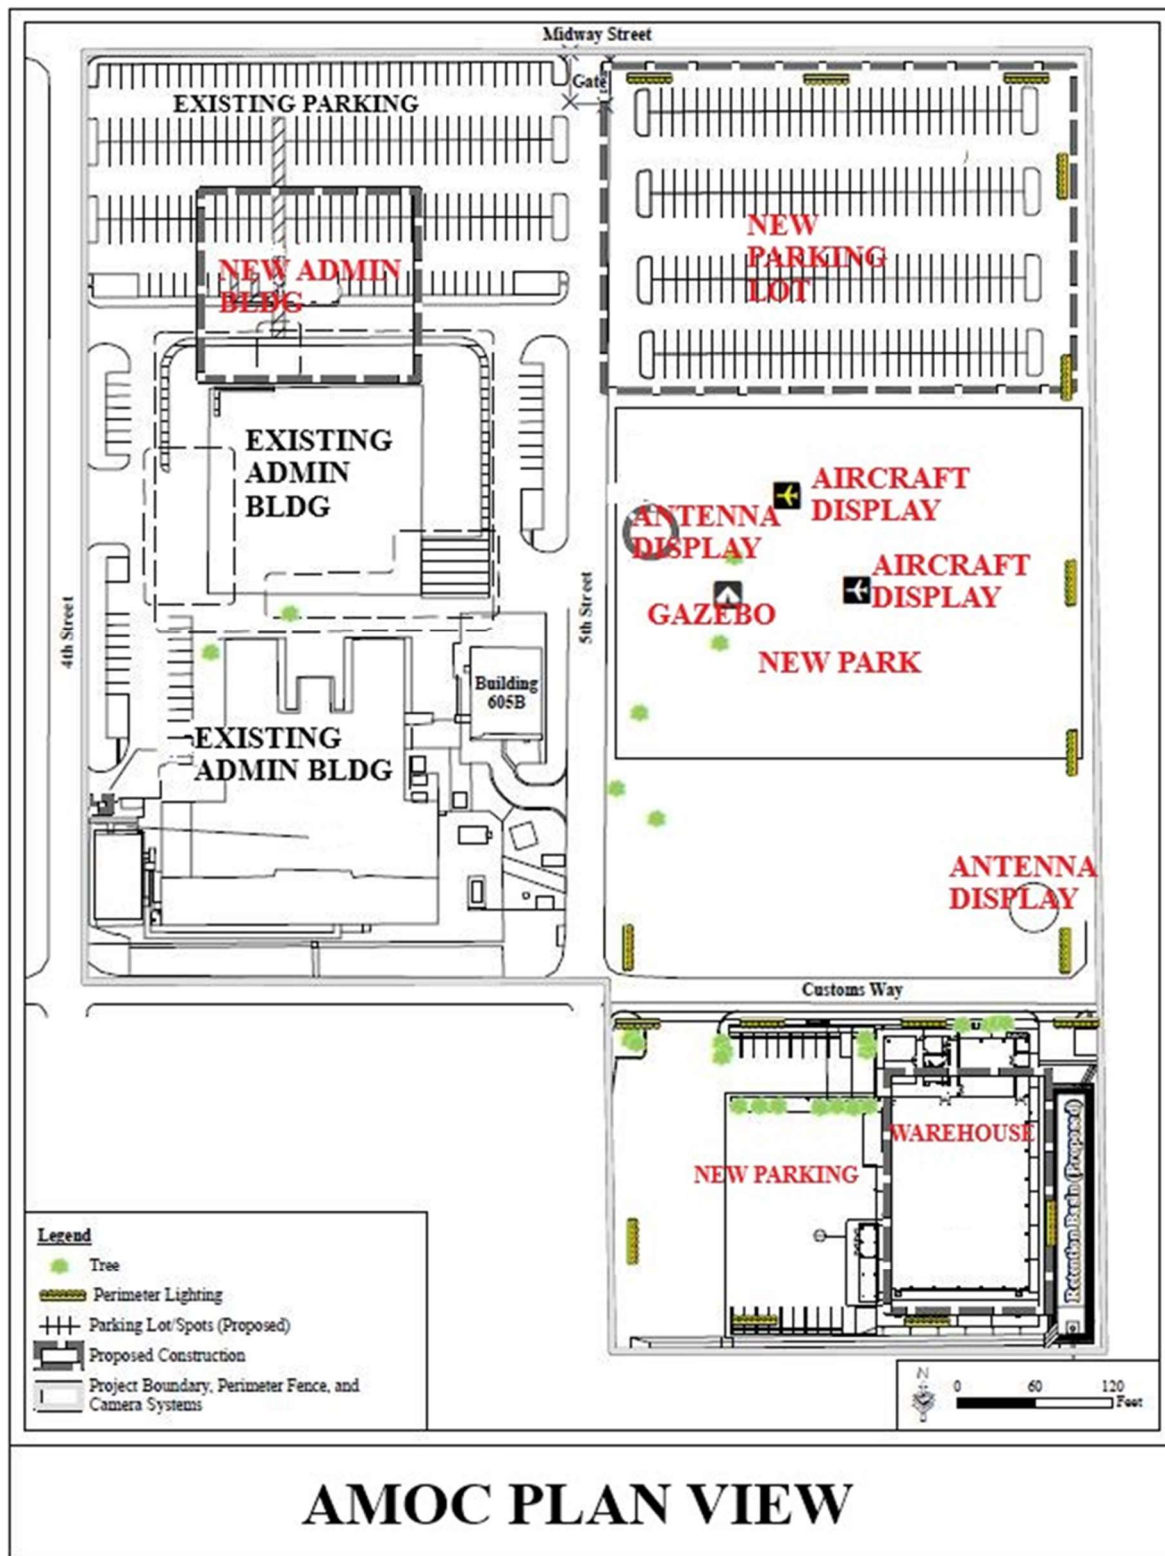 Midway Street
Gate
EXISTING PARKING
NEW
PARKING
LOT
NEW ADMIN
BLDG
EXISTING
ADMIN
BLDG
AIRCRAFT
DISPLAY
ANTENNA
DISPLAY
AIRCRAFT
DISPLAY
GAZEBO
4th Street
5th Street
NEW PARK
Building
605B
EXISTING
ADMIN BLDG
ANTENNA
DISPLAY
Customs Way
WAREHOUSE
NEW PARKING
Retention Basin (Proposed)
Legend
Tree
Perimeter Lighting
Parking Lot/Spots (Proposed)
Proposed Construction
Project Boundary, Perimeter Fence, and
Camera Systems
N
0 60 120
Feet
AMOC PLAN VIEW